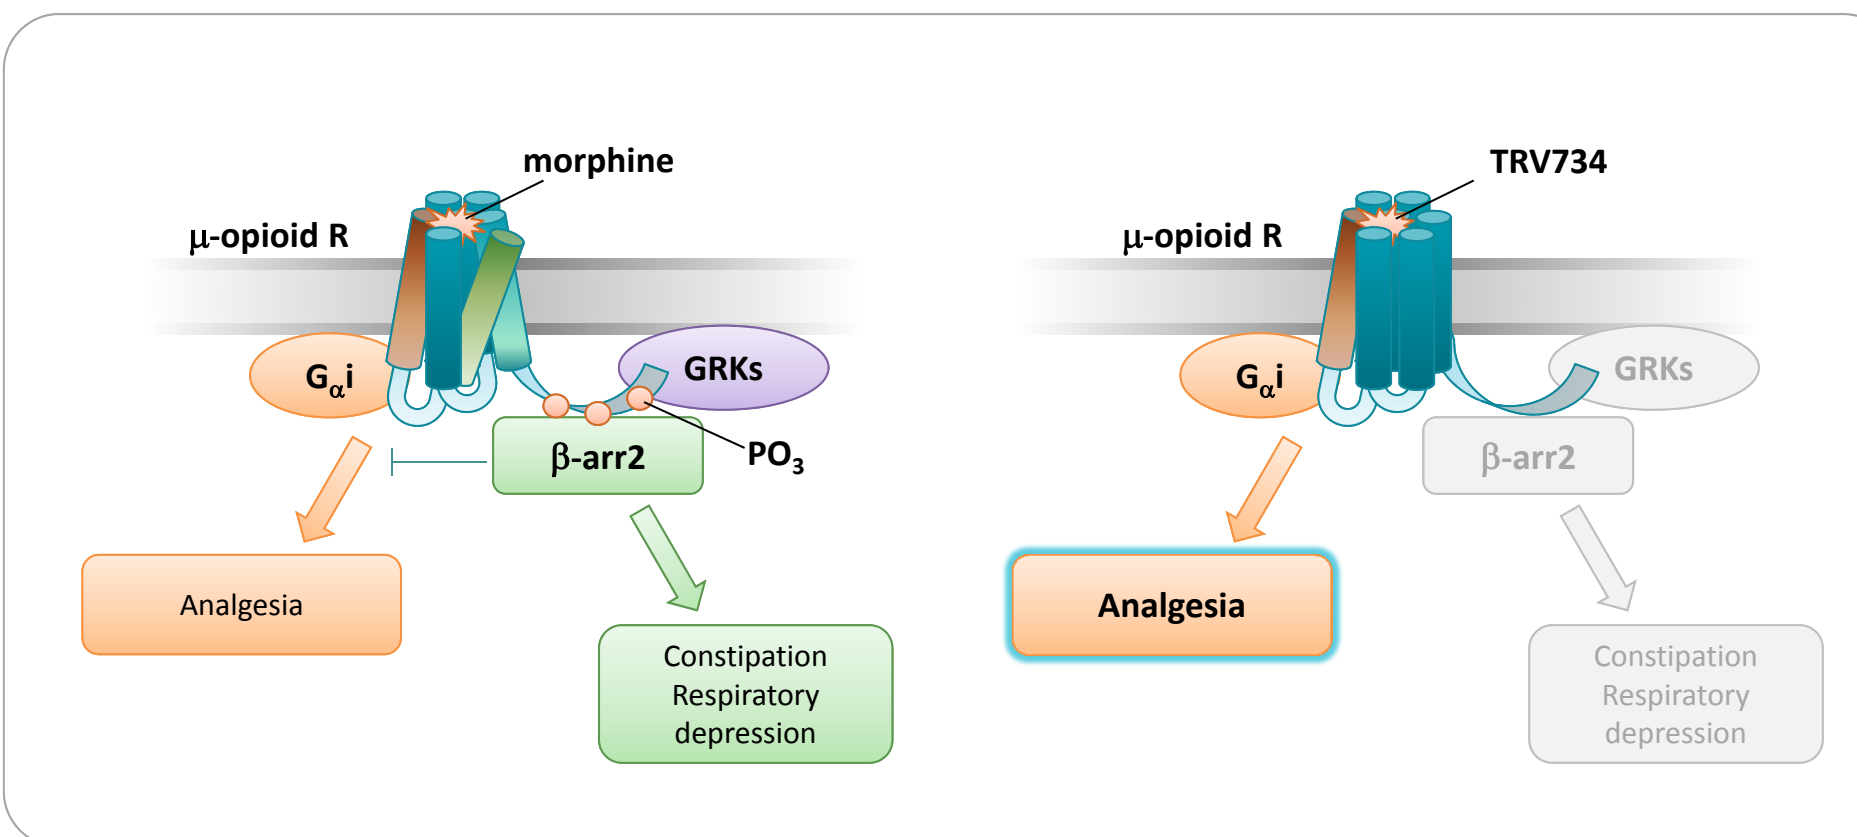 morphine
μ-opioid R
Gαi
GRKs
β-arr2
PO3
Analgesia
Constipation
Respiratory
depression
TRV734
μ-opioid R
Gαi
GRKs
β-arr2
Analgesia
Constipation
Respiratory
depression